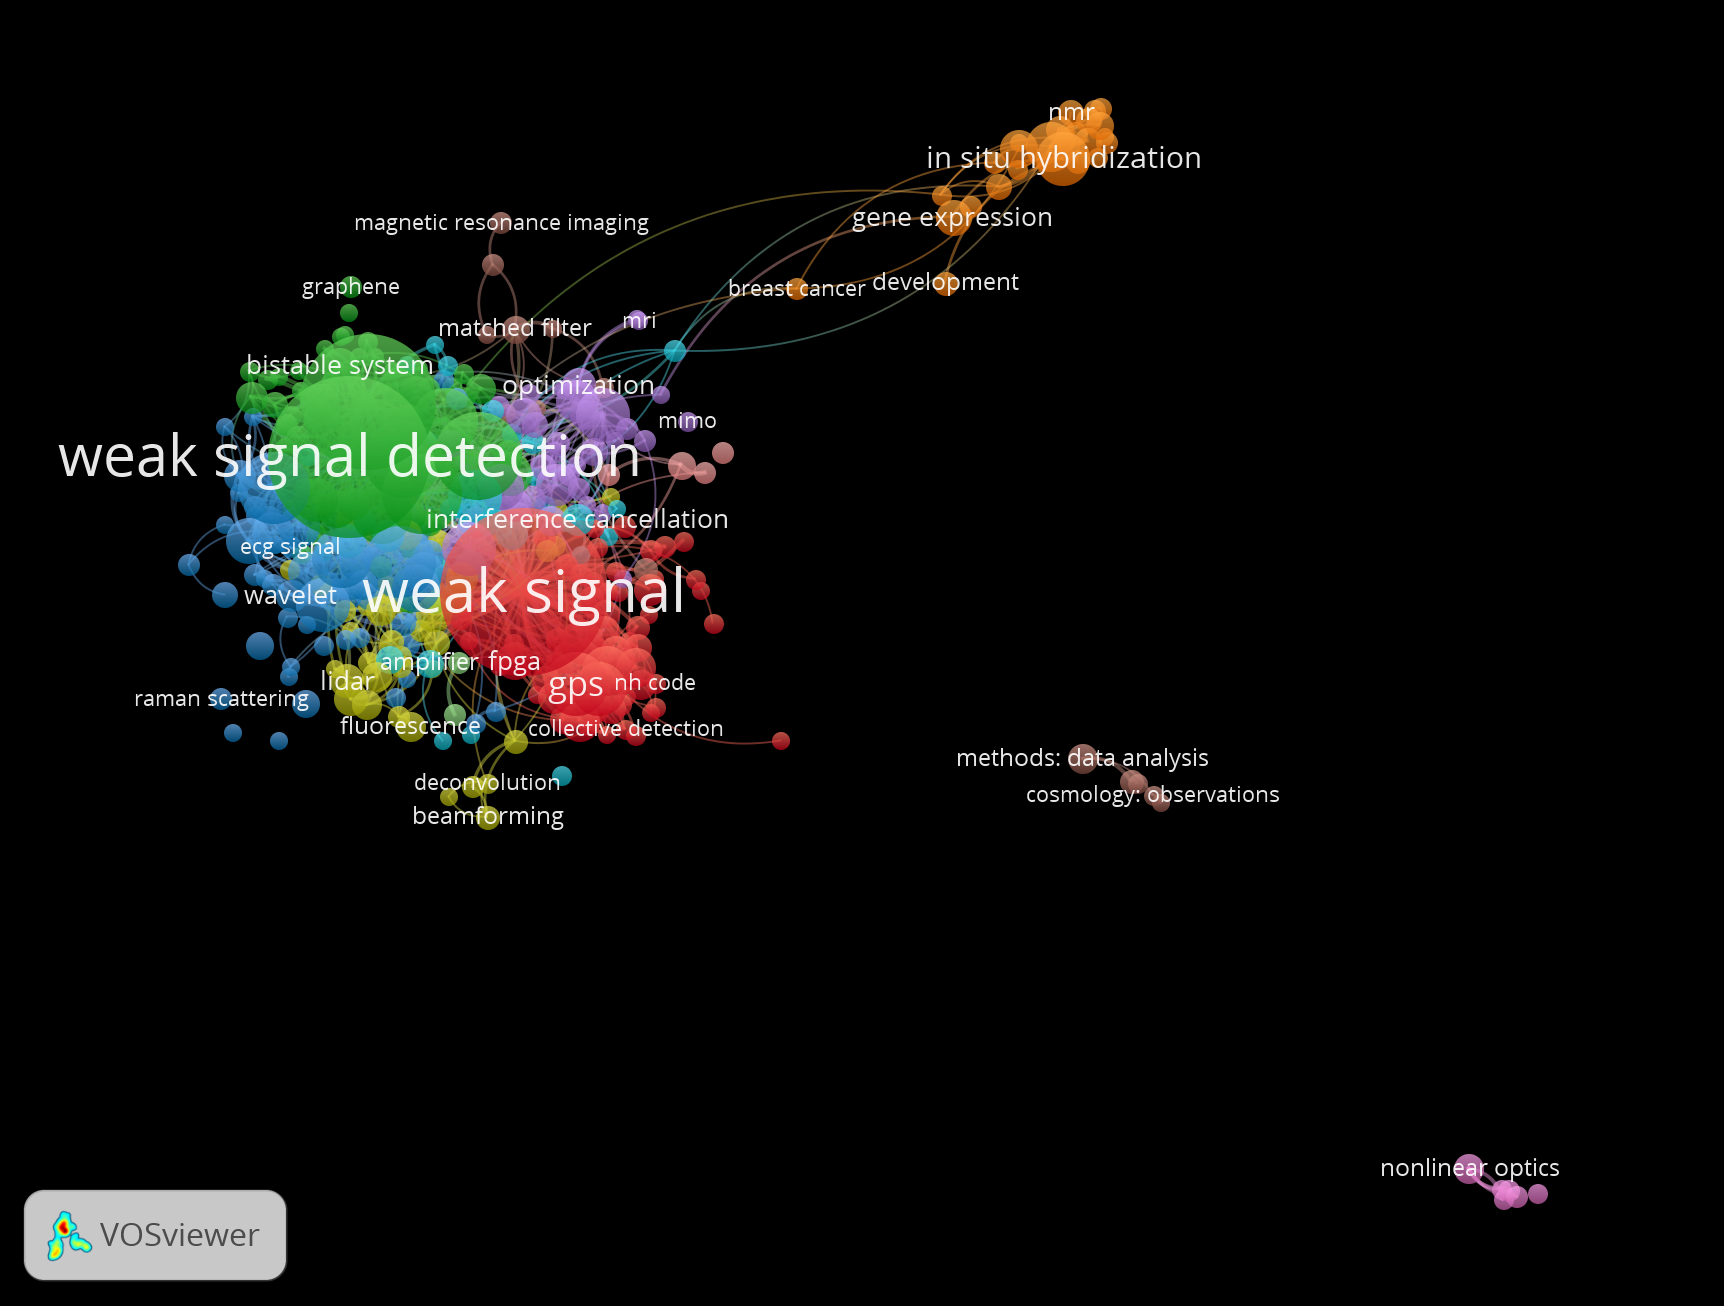 nmr
in situ hybridization
gene expression
magnetic resonance imaging
development
graphene
breast cancer
matched filter
mri
bistable system
optimization
mimo
weak signal detection
interference cancellation
ecg signal
weak signal
wavelet
amplifier
fpga
lidar
gps
nh code
raman scattering
fluorescence
collective detection
methods: data analysis
deconvolution
cosmology: observations
beamforming
nonlinear optics
VOSviewer